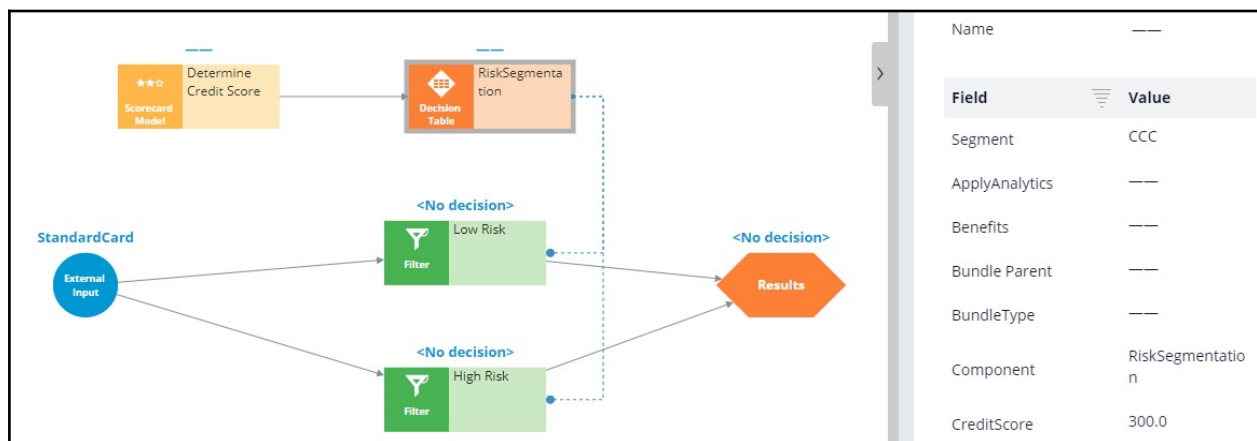 ——
Determine
Credit Score
Scorecard
Model
——
RiskSegmenta
tion
Decision
Table
<No decision>
Low Risk
Filter
StandardCard
External
Input
<No decision>
Results
<No decision>
High Risk
Filter
Name ——
Field Value
Segment CCC
ApplyAnalytics ——
Benefits ——
Bundle Parent ——
BundleType ——
Component RiskSegmentatio
n
CreditScore 300.0